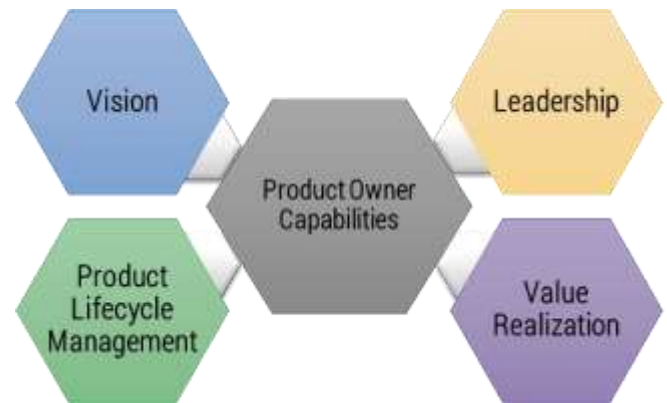 Vision
Leadership
Product Owner
Capabilities
Product
Lifecycle
Management
Value
Realization